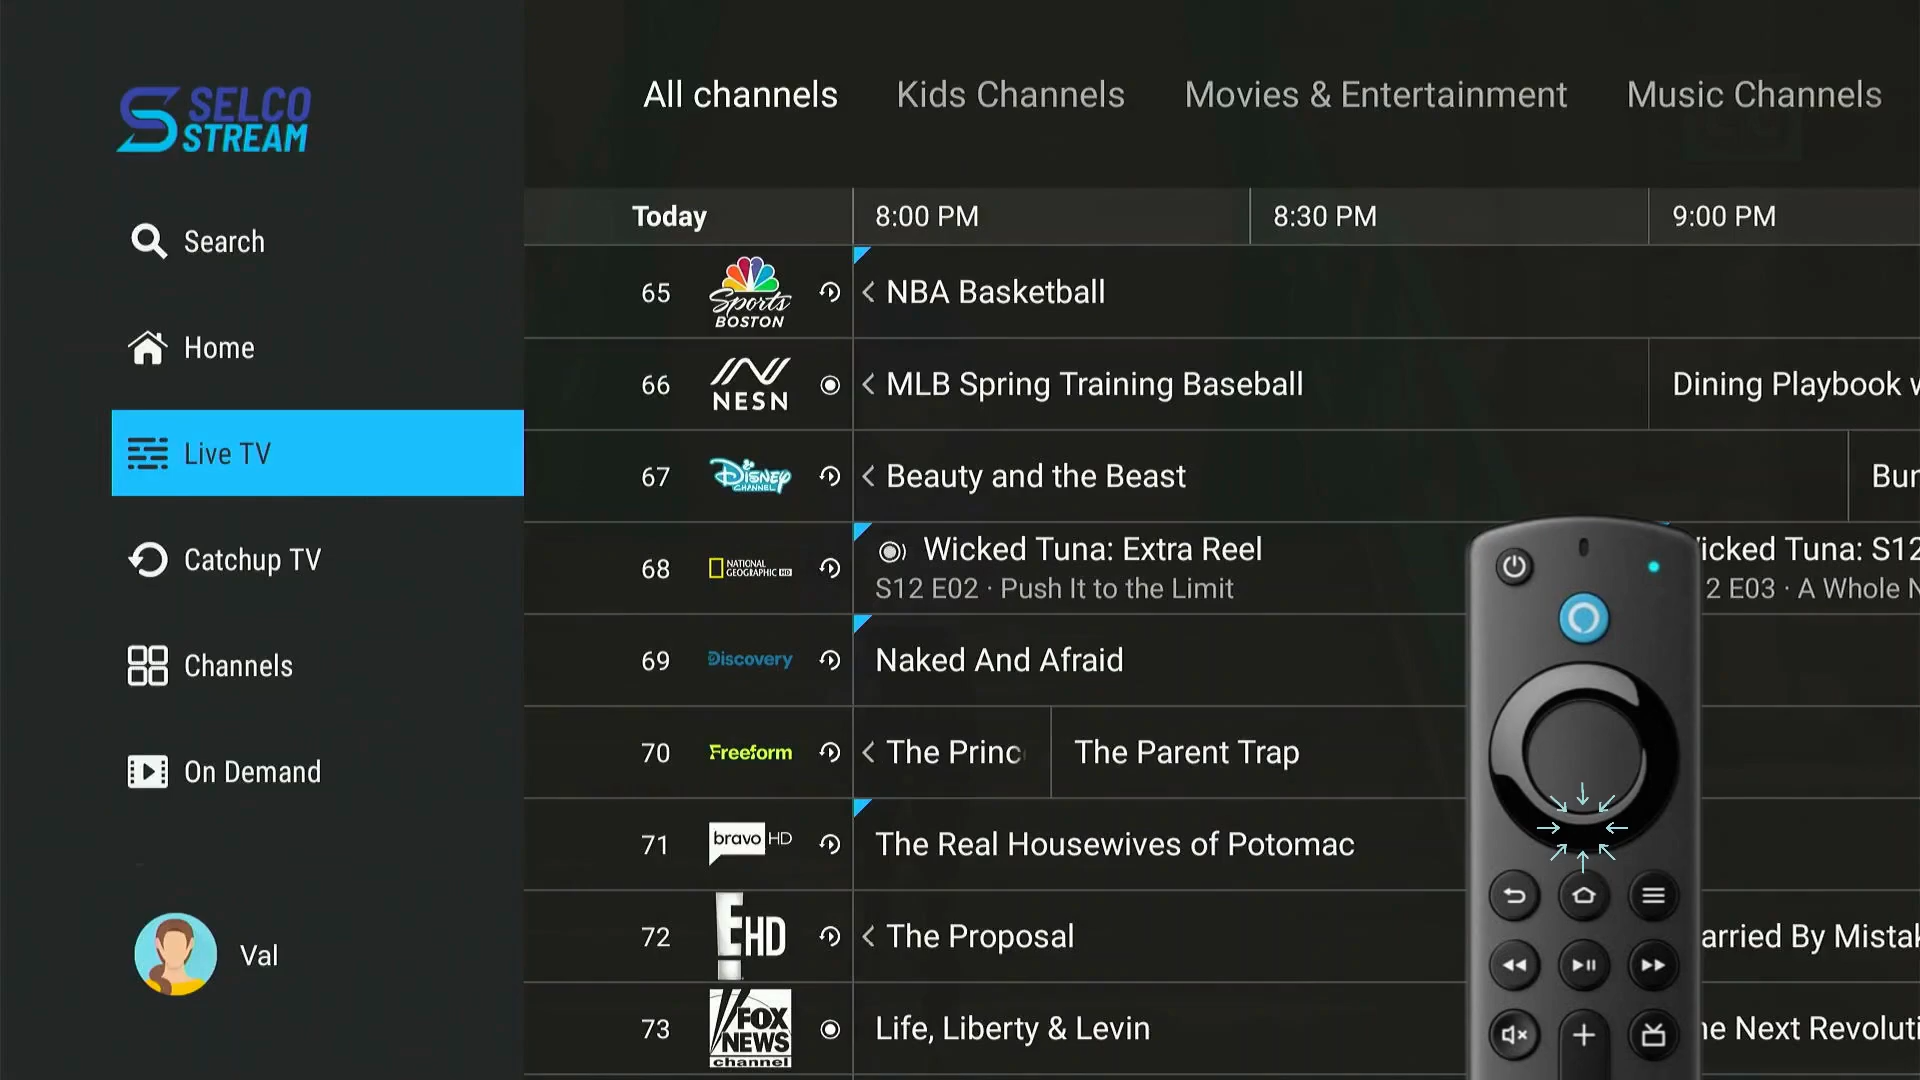 SELCO
STREAM
Search
Home
Live TV
Catchup TV
Channels
On Demand
Val
All channels
Kids Channels
Movies & Entertainment
Music Channels
Today
8:00 PM
8:30 PM
9:00 PM
65
Sports
BOSTON
NBA Basketball
66
NESN
MLB Spring Training Baseball
Dining Playbook w
67
Disney
CHANNEL
Beauty and the Beast
Bun
68
NATIONAL
GEOGRAPHIC HD
Wicked Tuna: Extra Reel
S12 E02 · Push It to the Limit
icked Tuna: S12
2 E03 · A Whole N
69
Discovery
Naked And Afraid
70
Freeform
The Princ
The Parent Trap
71
bravo HD
The Real Housewives of Potomac
72
E! HD
The Proposal
arried By Mistak
73
FOX
NEWS
channel
Life, Liberty & Levin
he Next Revoluti